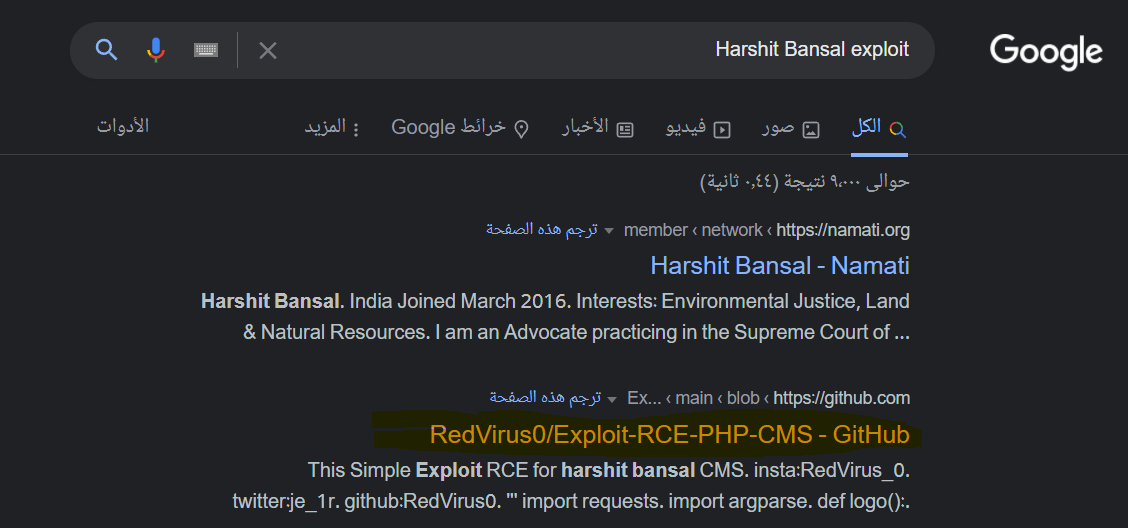 Harshit Bansal exploit
Google
الكل صور فيديو الأخبار خرائط Google المزيد الأدوات
حوالى ٩،٠٠٠ نتيجة (٠٫٤٤ ثانية)
https://namati.org › network › member ترجم هذه الصفحة
Harshit Bansal - Namati
Harshit Bansal. India Joined March 2016. Interests: Environmental Justice, Land
& Natural Resources. I am an Advocate practicing in the Supreme Court of ...
https://github.com › blob › main › Ex... ترجم هذه الصفحة
RedVirus0/Exploit-RCE-PHP-CMS - GitHub
This Simple Exploit RCE for harshit bansal CMS. insta:RedVirus_0.
twitter:je_1r. github:RedVirus0. ''' import requests. import argparse. def logo():.